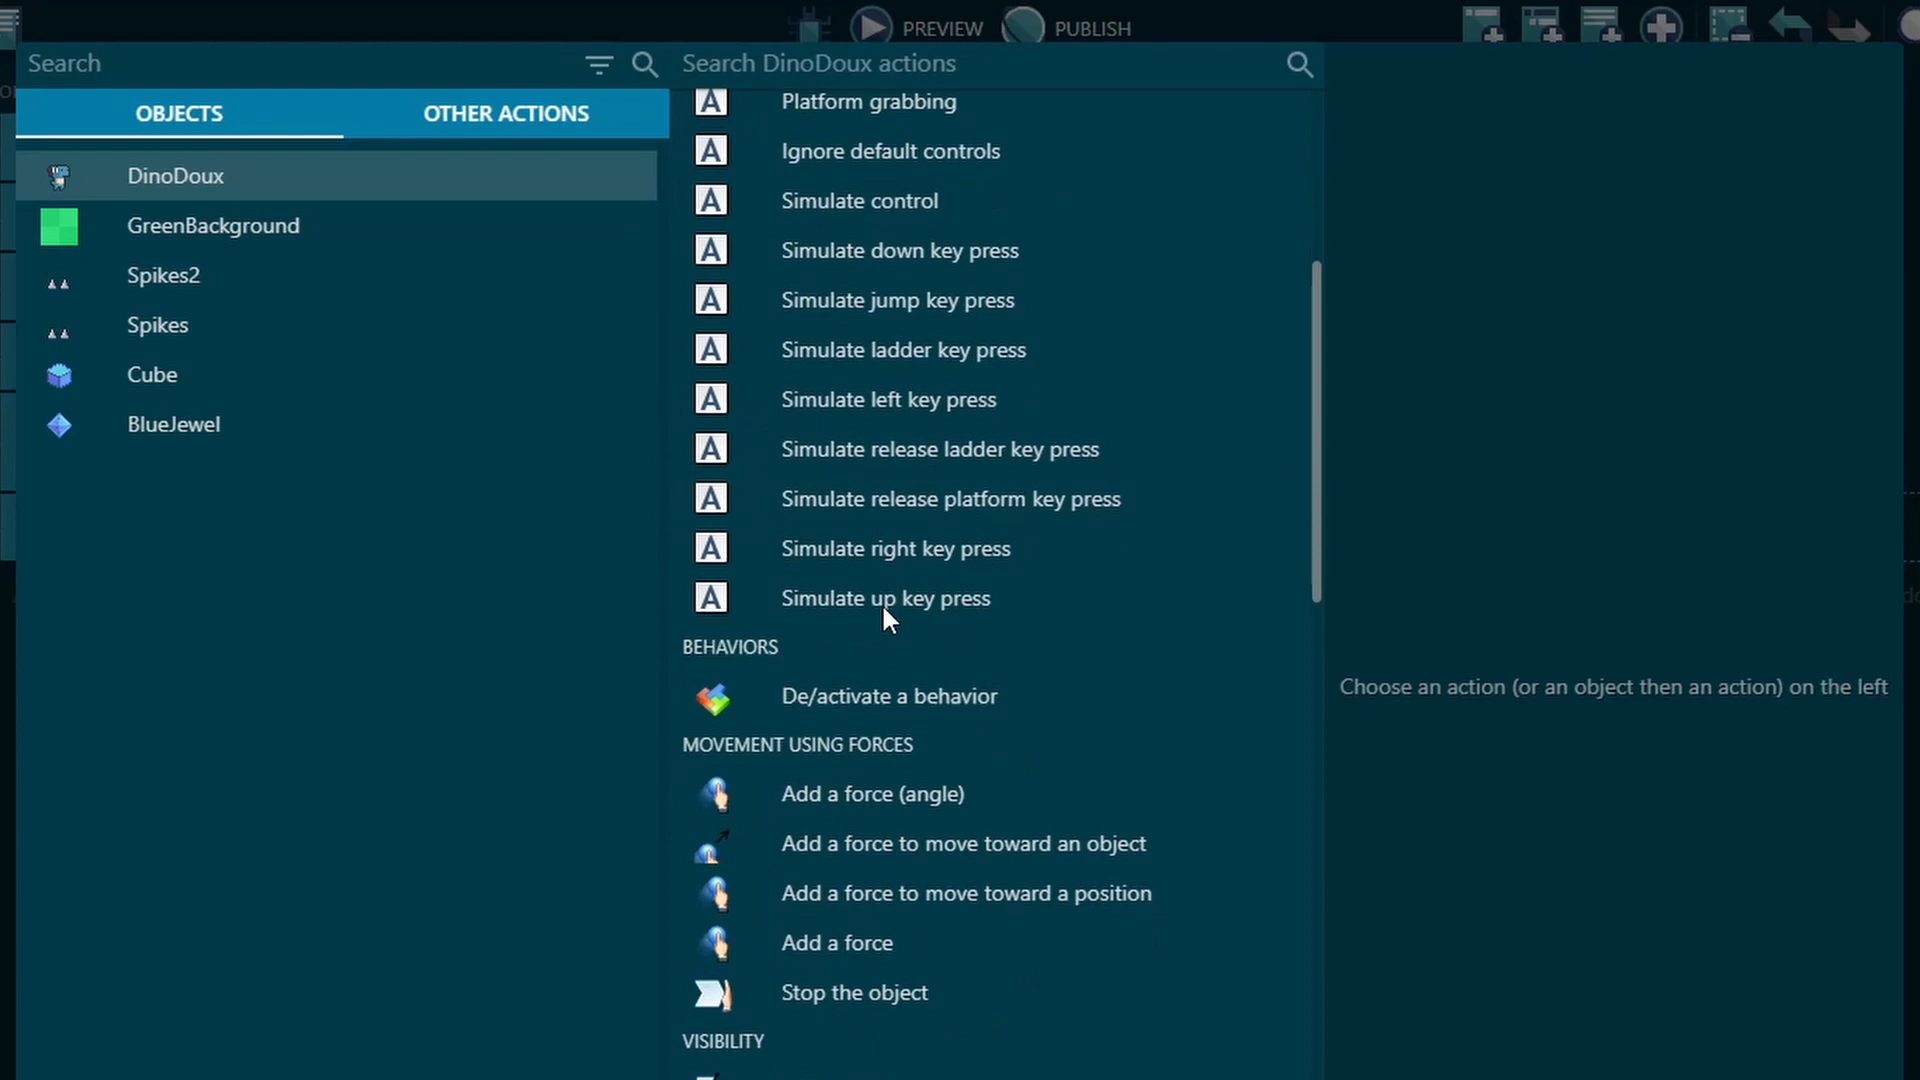 PREVIEW
PUBLISH
Search
Search DinoDoux actions
OBJECTS
OTHER ACTIONS
DinoDoux
GreenBackground
Spikes2
Spikes
Cube
BlueJewel
Platform grabbing
Ignore default controls
Simulate control
Simulate down key press
Simulate jump key press
Simulate ladder key press
Simulate left key press
Simulate release ladder key press
Simulate release platform key press
Simulate right key press
Simulate up key press
BEHAVIORS
De/activate a behavior
MOVEMENT USING FORCES
Add a force (angle)
Add a force to move toward an object
Add a force to move toward a position
Add a force
Stop the object
VISIBILITY
Choose an action (or an object then an action) on the left